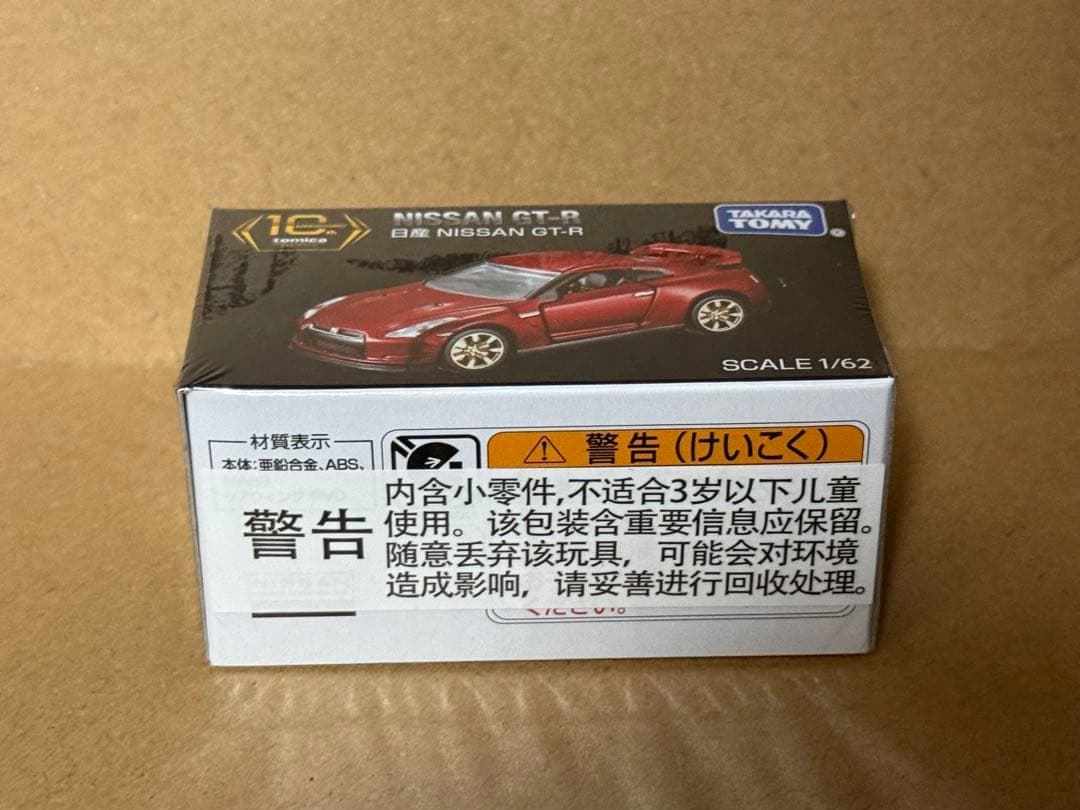 10th
tomica
NISSAN GT-R
日産 NISSAN GT-R
TAKARA
TOMY
SCALE 1/62
材質表示
本体:亜鉛合金、ABS、
警告(けいこく)
警告
内含小零件,不适合3岁以下儿童
使用。该包装含重要信息应保留。
随意丢弃该玩具,可能会对环境
造成影响,请妥善进行回收处理。
ください。